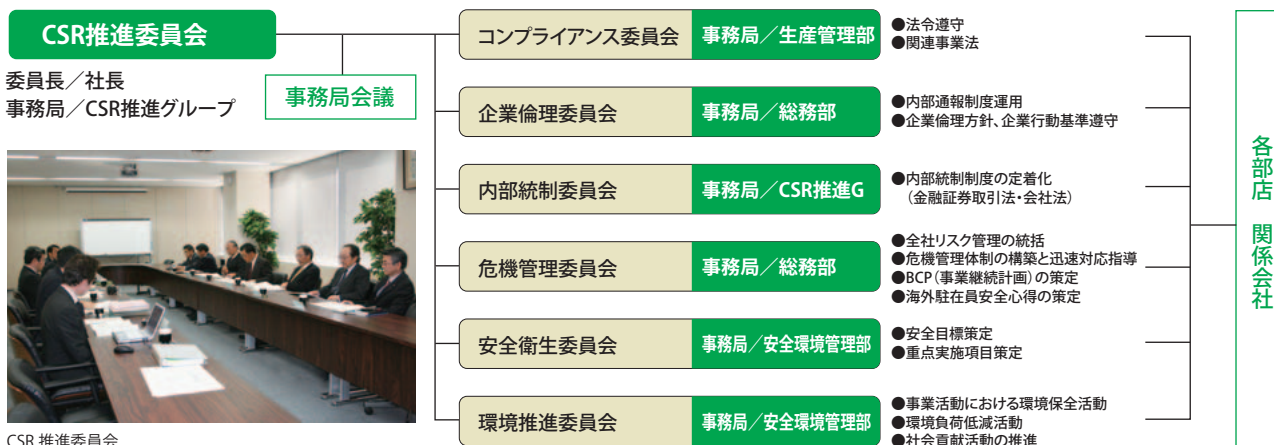 CSR推進委員会
委員長／社長
事務局／CSR推進グループ
事務局会議
CSR 推進委員会
コンプライアンス委員会 事務局／生産管理部
●法令遵守
●関連事業法
企業倫理委員会 事務局／総務部
●内部通報制度運用
●企業倫理方針、企業行動基準遵守
内部統制委員会 事務局／CSR推進G
●内部統制制度の定着化
（金融証券取引法・会社法）
危機管理委員会 事務局／総務部
●全社リスク管理の統括
●危機管理体制の構築と迅速対応指導
●BCP（事業継続計画）の策定
●海外駐在員安全心得の策定
安全衛生委員会 事務局／安全環境管理部
●安全目標策定
●重点実施項目策定
環境推進委員会 事務局／安全環境管理部
●事業活動における環境保全活動
●環境負荷低減活動
●社会貢献活動の推進
各部店 関係会社